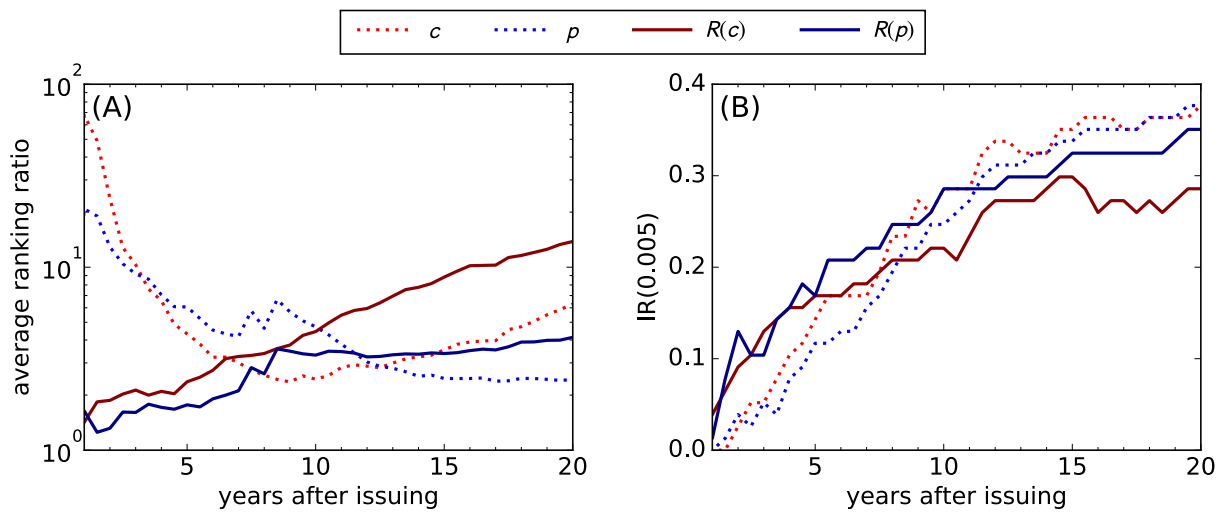 c p R(c) R(p)
(A)
average ranking ratio
10^2
10^1
10^0
5 10 15 20
years after issuing
(B)
IR(0.005)
0.4
0.3
0.2
0.1
0.0
5 10 15 20
years after issuing